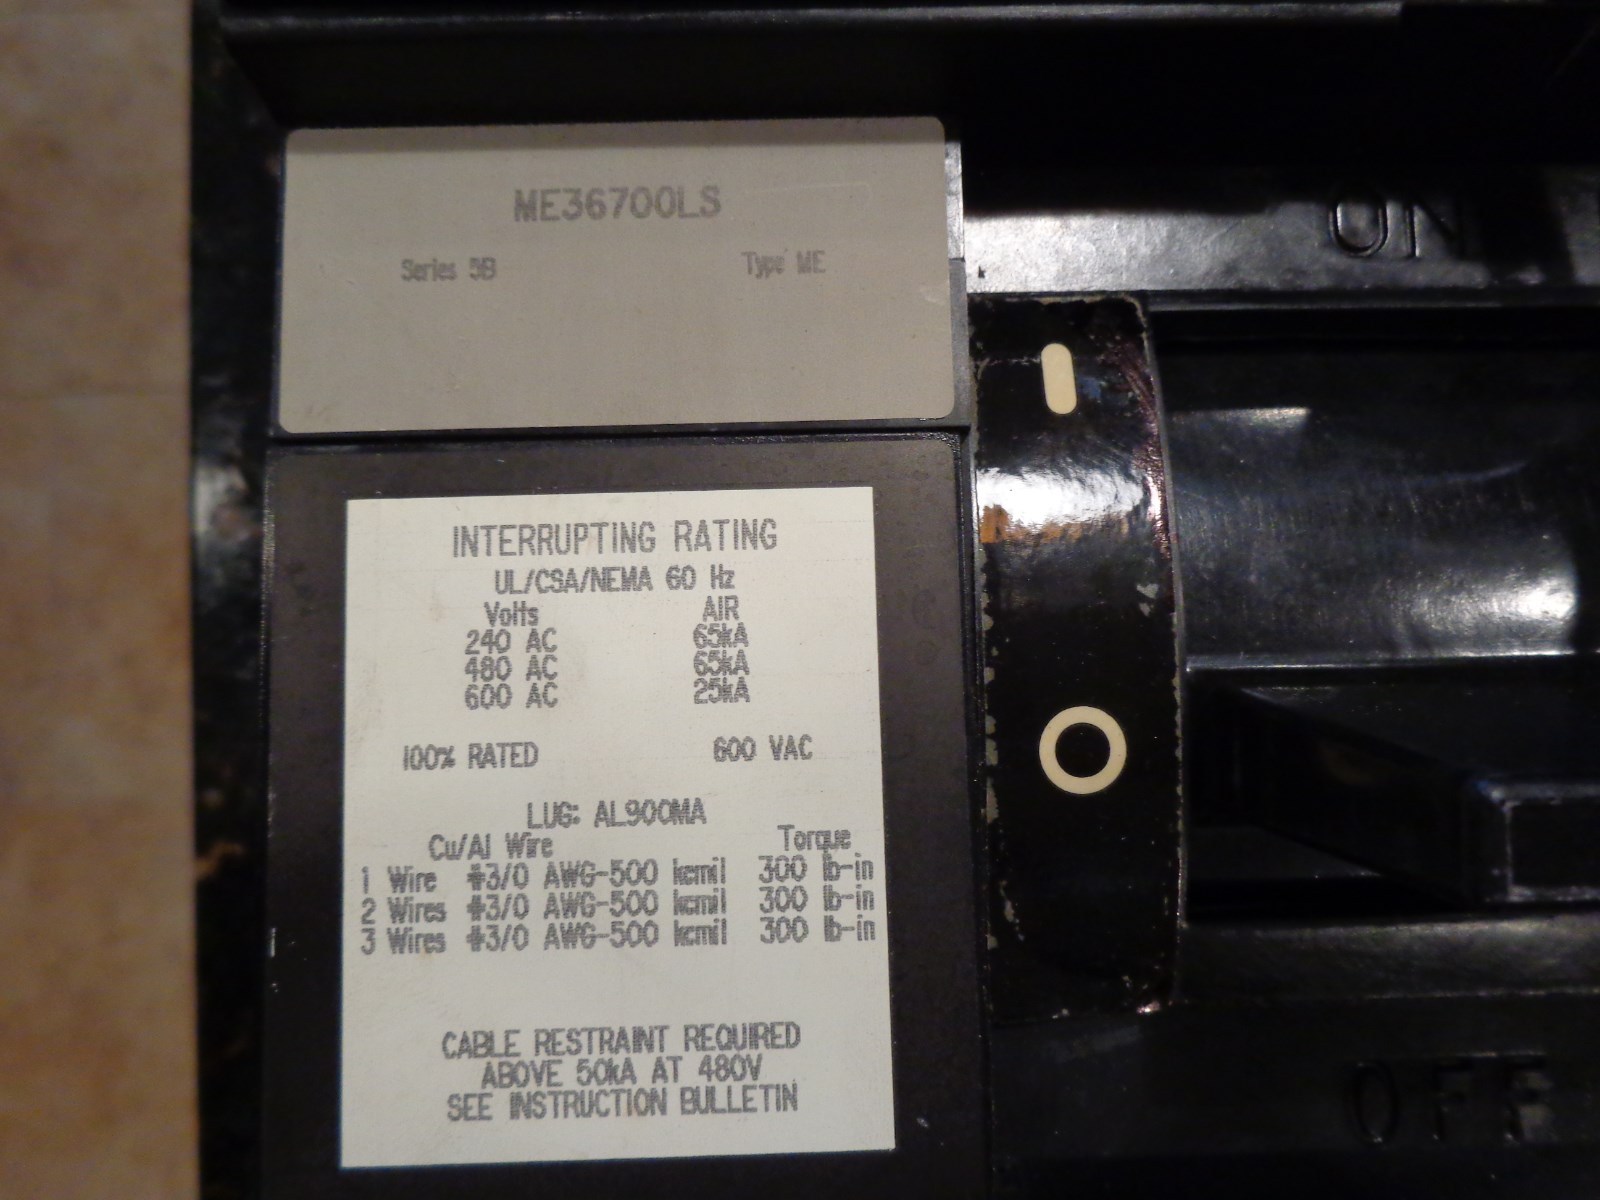 ME36700LS
Series 5B Type ME
ON
INTERRUPTING RATING
UL/CSA/NEMA 60 Hz
Volts AIR
240 AC 65kA
480 AC 65kA
600 AC 25kA
100% RATED 600 VAC
LUG: AL900MA
Cu/Al Wire Torque
1 Wire #3/0 AWG-500 kcmil 300 lb-in
2 Wires #3/0 AWG-500 kcmil 300 lb-in
3 Wires #3/0 AWG-500 kcmil 300 lb-in
CABLE RESTRAINT REQUIRED
ABOVE 50kA AT 480V
SEE INSTRUCTION BULLETIN
OFF